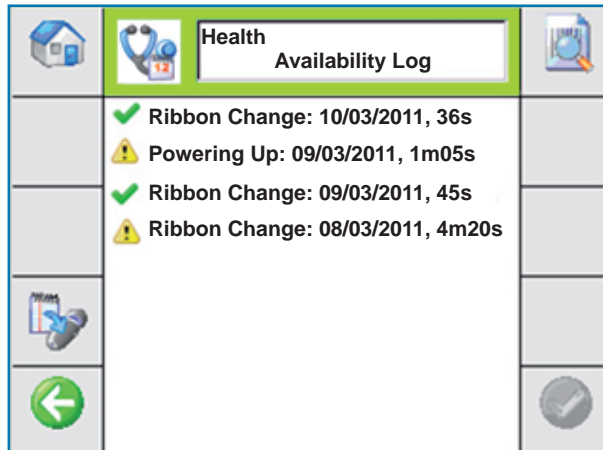 Health
Availability Log
Ribbon Change: 10/03/2011, 36s
Powering Up: 09/03/2011, 1m05s
Ribbon Change: 09/03/2011, 45s
Ribbon Change: 08/03/2011, 4m20s